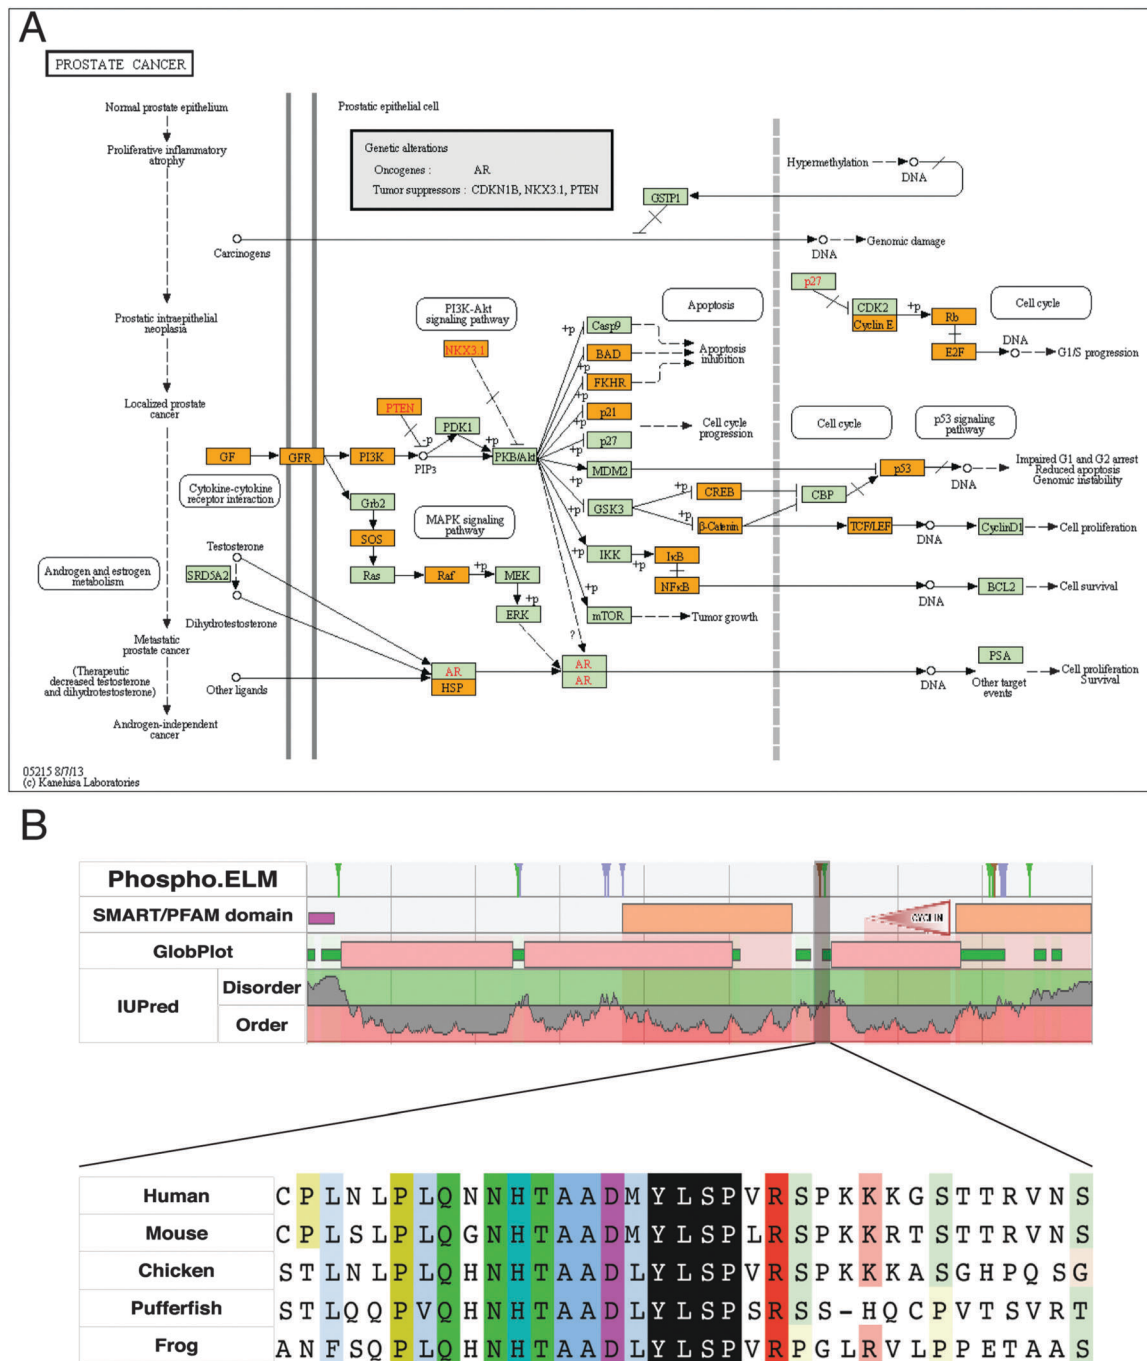 A
PROSTATE CANCER
Normal prostate epithelium
Proliferative inflammatory
atrophy
Prostatic intraepithelial
neoplasia
Localized prostate
cancer
Metastatic
prostate cancer
(Therapeutic
decreased testosterone
and dihydrotestosterone)
Androgen-independent
cancer
Prostatic epithelial cell
Genetic alterations
Oncogenes : AR
Tumor suppressors : CDKN1B, NKX3.1, PTEN
Hypermethylation
DNA
GSTP1
Carcinogens
DNA
Genomic damage
p27
CDK2
Cyclin E
+p
Rb
E2F
DNA
G1/S progression
Cell cycle
PI3K-Akt
signaling pathway
NKX3.1
Apoptosis
Casp9
BAD
FKHR
p21
p27
MDM2
GSK3
IKK
mTOR
+p
+p
+p
+p
+p
+p
+p
+p
+p
Apoptosis
inhibition
Cell cycle
progression
PTEN
-p
PDK1
+p
PIP3
PKB/Akt
GF
GFR
PI3K
Cytokine-cytokine
receptor interaction
Grb2
SOS
Ras
Raf
+p
MEK
+p
ERK
MAPK signaling
pathway
Cell cycle
p53 signaling
pathway
p53
DNA
Impaired G1 and G2 arrest
Reduced apoptosis
Genomic instability
+p
CREB
CBP
+p
β-Catenin
TCF/LEF
DNA
CyclinD1
Cell proliferation
+p
IκB
NFκB
DNA
BCL2
Cell survival
Tumor growth
?
Testosterone
SRD5A2
Androgen and estrogen
metabolism
Dihydrotestosterone
Other ligands
AR
HSP
AR
AR
DNA
PSA
Other target
events
Cell proliferation
Survival
05215 8/7/13
(c) Kanehisa Laboratories
B
Phospho.ELM
SMART/PFAM domain
CYCLIN
GlobPlot
IUPred
Disorder
Order
Human C P L N L P L Q N N H T A A D M Y L S P V R S P K K K G S T T R V N S
Mouse C P L S L P L Q G N H T A A D M Y L S P L R S P K K R T S T T R V N S
Chicken S T L N L P L Q H N H T A A D L Y L S P V R S P K K K A S G H P Q S G
Pufferfish S T L Q Q P V Q H N H T A A D L Y L S P S R S S - H Q C P V T S V R T
Frog A N F S Q P L Q H N H T A A D L Y L S P V R P G L R V L P P E T A A S